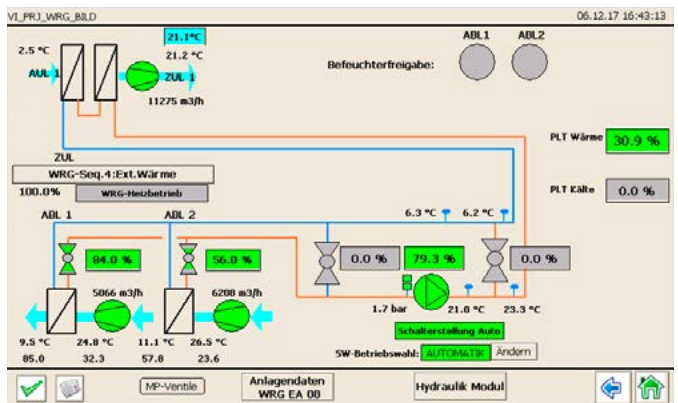 VI_PRJ_WRG_BILD 06.12.17 16:43:13
21.1°C ABL1 ABL2
2.5 °C 21.2 °C
Befeuchterfreigabe:
AUL 1 ZUL 1
11275 m3/h
PLT Wärme 30.9 %
ZUL
WRG-Seq.4:Ext.Wärme
100.0% WRG-Heizbetrieb PLT Kälte 0.0 %
ABL 1 ABL 2 6.3 °C 6.2 °C
84.0 % 56.0 % 0.0 % 79.3 % 0.0 %
5066 m3/h 6208 m3/h
1.7 bar 21.0 °C 23.3 °C
Schalterstellung Auto
9.5 °C 24.8 °C 11.1 °C 26.5 °C
SW-Betriebswahl: AUTOMATIK Ändern
85.0 32.3 57.8 23.6
MP-Ventile Anlagendaten WRG EA 08 Hydraulik Modul